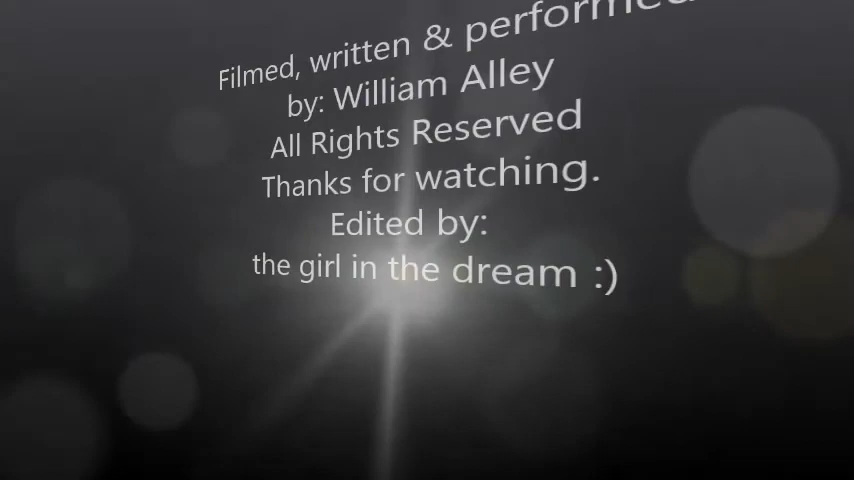 Filmed, written & performed
by: William Alley
All Rights Reserved
Thanks for watching.
Edited by:
the girl in the dream :)